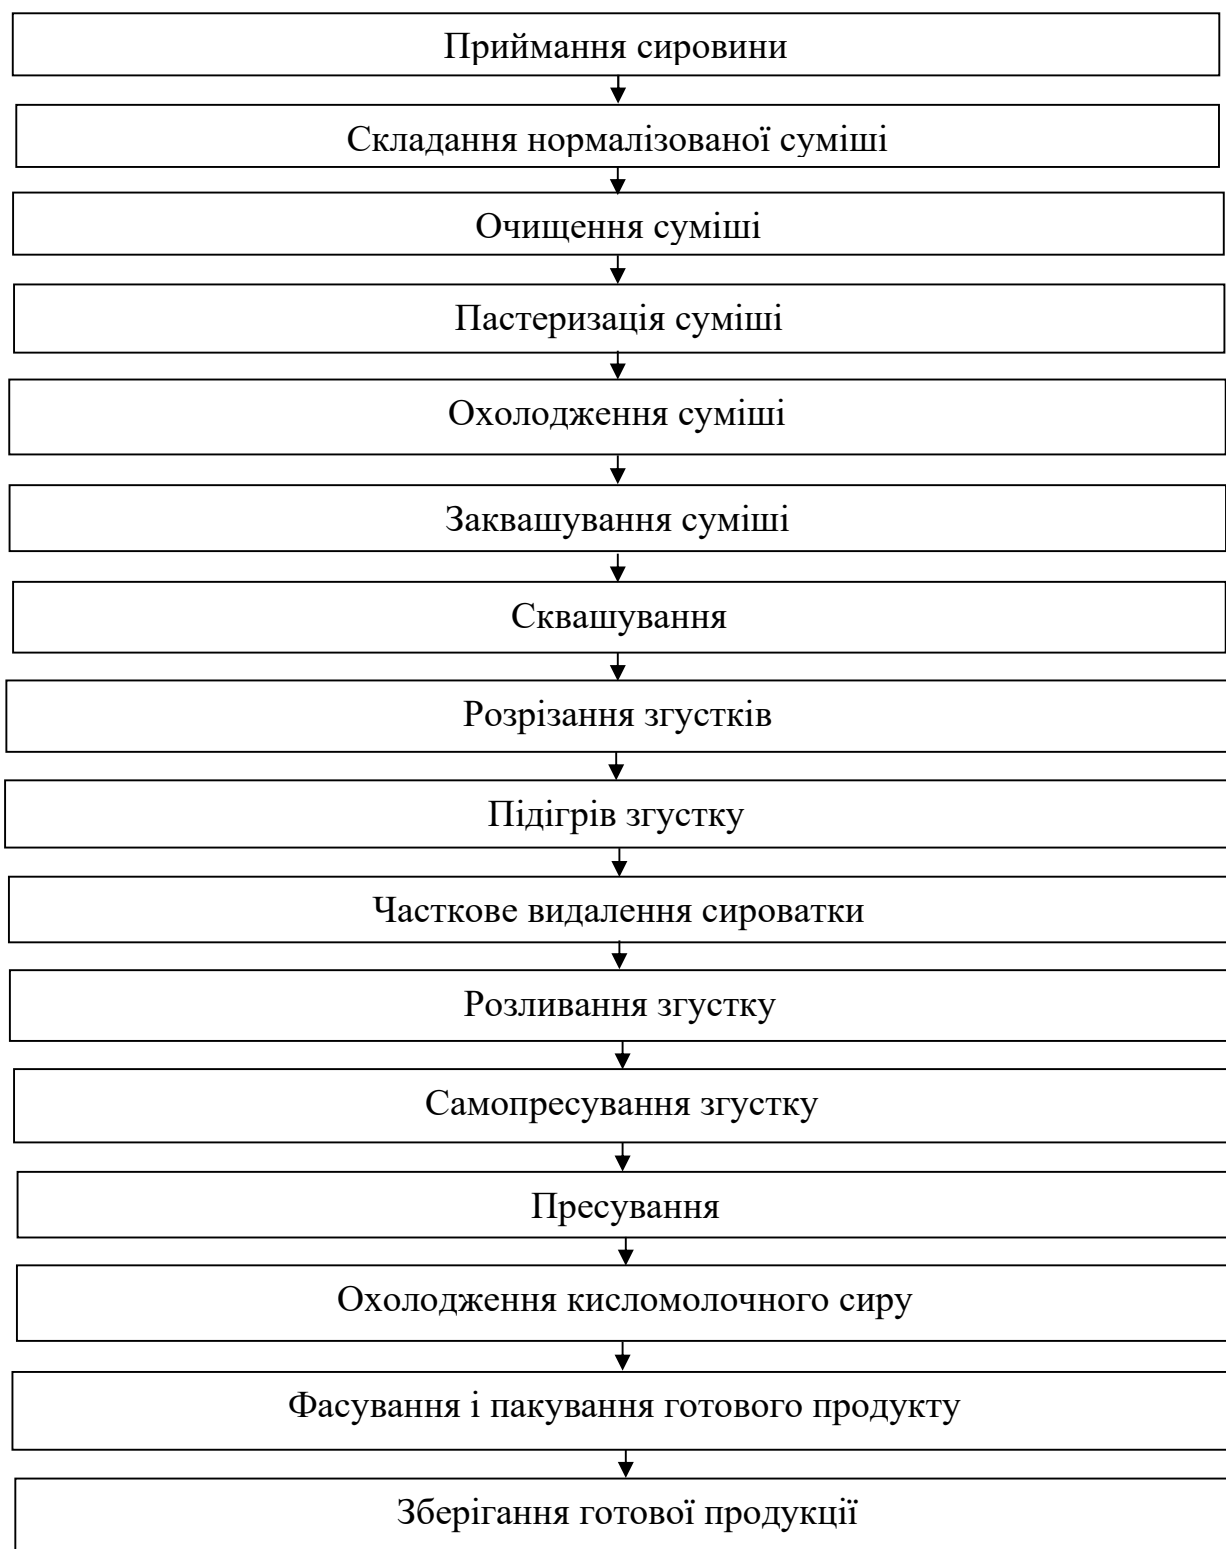 Приймання сировини
Складання нормалізованої суміші
Очищення суміші
Пастеризація суміші
Охолодження суміші
Заквашування суміші
Сквашування
Розрізання згустків
Підігрів згустку
Часткове видалення сироватки
Розливання згустку
Самопресування згустку
Пресування
Охолодження кисломолочного сиру
Фасування і пакування готового продукту
Зберігання готової продукції